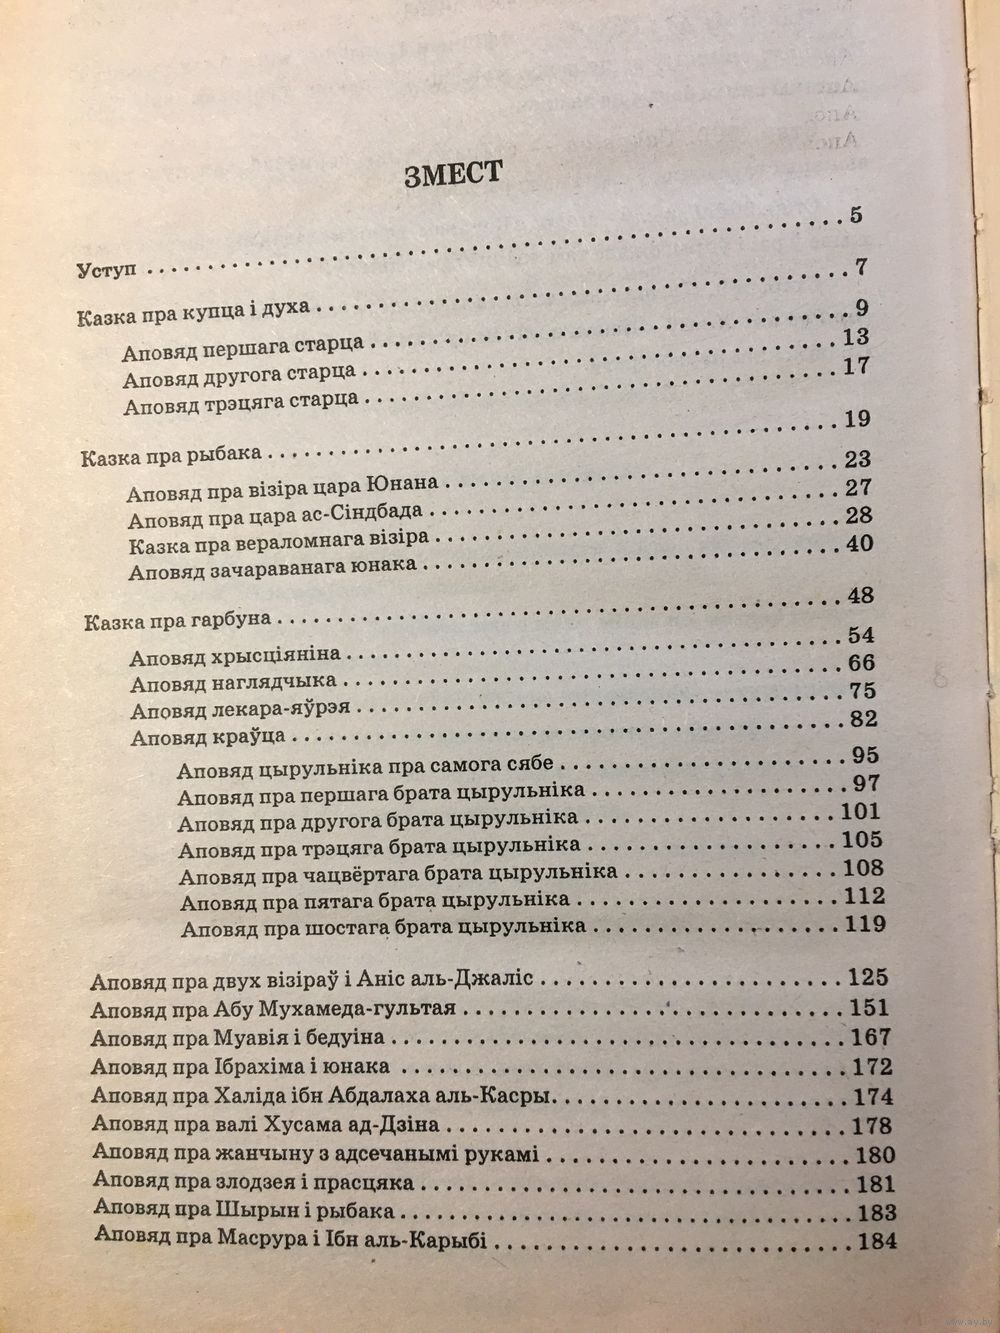 ЗМЕСТ
Уступ 5
Казка пра купца і духа 7
Аповяд першага старца 9
Аповяд другога старца 13
Аповяд трэцяга старца 17
Казка пра рыбака 19
Аповяд пра візіра цара Юнана 23
Аповяд пра цара ас-Сіндбада 27
Казка пра вераломнага візіра 28
Аповяд зачараванага юнака 40
Казка пра гарбуна 48
Аповяд хрысціяніна 54
Аповяд наглядчыка 66
Аповяд лекара-яўрэя 75
Аповяд краўца 82
Аповяд цырульніка пра самога сябе 95
Аповяд пра першага брата цырульніка 97
Аповяд пра другога брата цырульніка 101
Аповяд пра трэцяга брата цырульніка 105
Аповяд пра чацвёртага брата цырульніка 108
Аповяд пра пятага брата цырульніка 112
Аповяд пра шостага брата цырульніка 119
Аповяд пра двух візіраў і Аніс аль-Джаліс 125
Аповяд пра Абу Мухамеда-гультая 151
Аповяд пра Муавія і бедуіна 167
Аповяд пра Ібрахіма і юнака 172
Аповяд пра Халіда ібн Абдалаха аль-Касры 174
Аповяд пра валі Хусама ад-Дзіна 178
Аповяд пра жанчыну з адсечанымі рукамі 180
Аповяд пра злодзея і прасцяка 181
Аповяд пра Шырын і рыбака 183
Аповяд пра Масрура і Ібн аль-Карыбі 184
www.ay.by